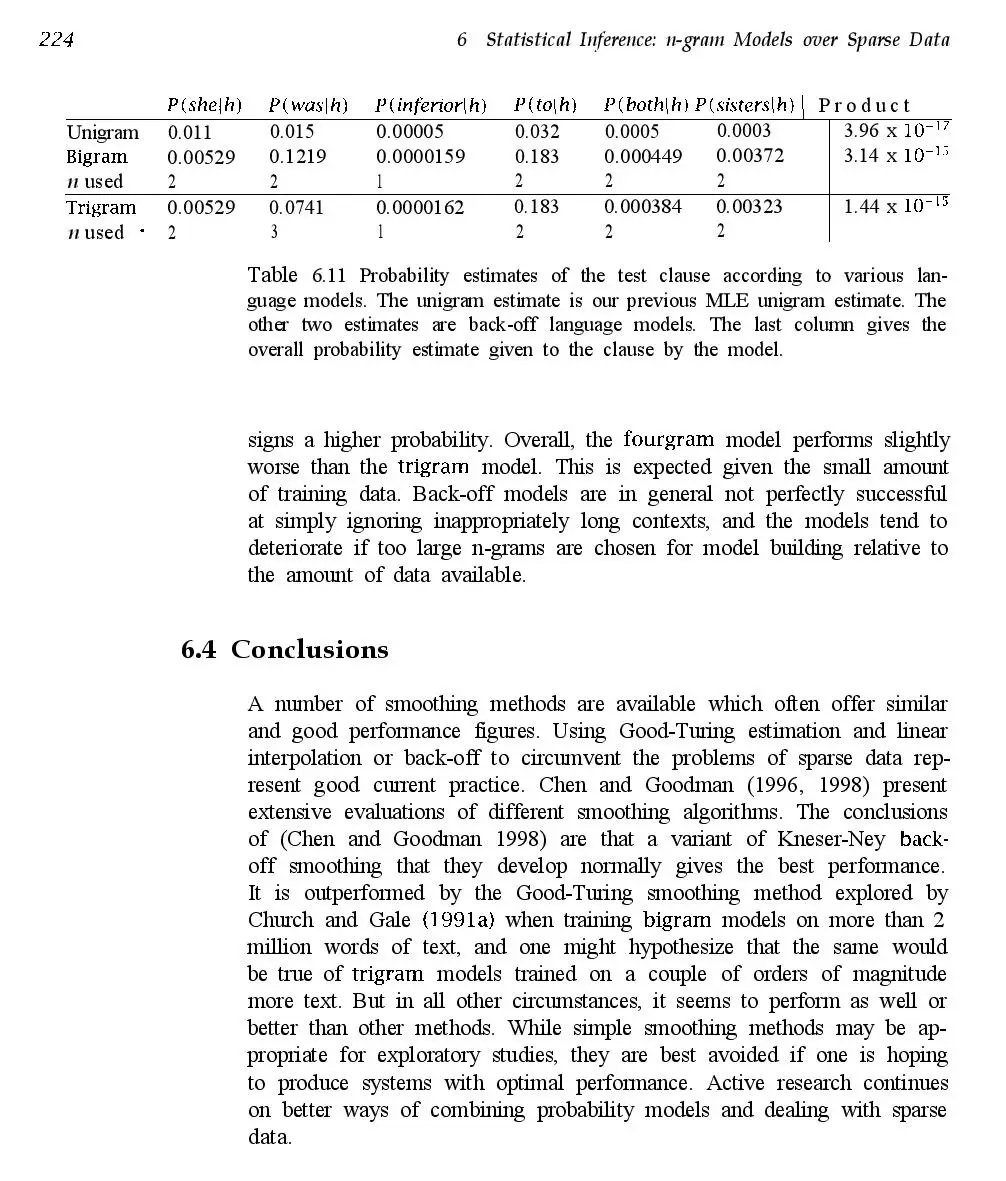 224 6 Statistical Inference: n-gram Models over Sparse Data
P(she|h) P(was|h) P(inferior|h) P(to|h) P(both|h) P(sisters|h) | Product
Unigram 0.011 0.015 0.00005 0.032 0.0005 0.0003 3.96 x 10⁻¹⁷
Bigram 0.00529 0.1219 0.0000159 0.183 0.000449 0.00372 3.14 x 10⁻¹⁵
n used 2 2 1 2 2 2
Trigram 0.00529 0.0741 0.0000162 0.183 0.000384 0.00323 1.44 x 10⁻¹⁵
n used 2 3 1 2 2 2
Table 6.11 Probability estimates of the test clause according to various lan-
guage models. The unigram estimate is our previous MLE unigram estimate. The
other two estimates are back-off language models. The last column gives the
overall probability estimate given to the clause by the model.
signs a higher probability. Overall, the fourgram model performs slightly
worse than the trigram model. This is expected given the small amount
of training data. Back-off models are in general not perfectly successful
at simply ignoring inappropriately long contexts, and the models tend to
deteriorate if too large n-grams are chosen for model building relative to
the amount of data available.
6.4 Conclusions
A number of smoothing methods are available which often offer similar
and good performance figures. Using Good-Turing estimation and linear
interpolation or back-off to circumvent the problems of sparse data rep-
resent good current practice. Chen and Goodman (1996, 1998) present
extensive evaluations of different smoothing algorithms. The conclusions
of (Chen and Goodman 1998) are that a variant of Kneser-Ney back-
off smoothing that they develop normally gives the best performance.
It is outperformed by the Good-Turing smoothing method explored by
Church and Gale (1991a) when training bigram models on more than 2
million words of text, and one might hypothesize that the same would
be true of trigram models trained on a couple of orders of magnitude
more text. But in all other circumstances, it seems to perform as well or
better than other methods. While simple smoothing methods may be ap-
propriate for exploratory studies, they are best avoided if one is hoping
to produce systems with optimal performance. Active research continues
on better ways of combining probability models and dealing with sparse
data.